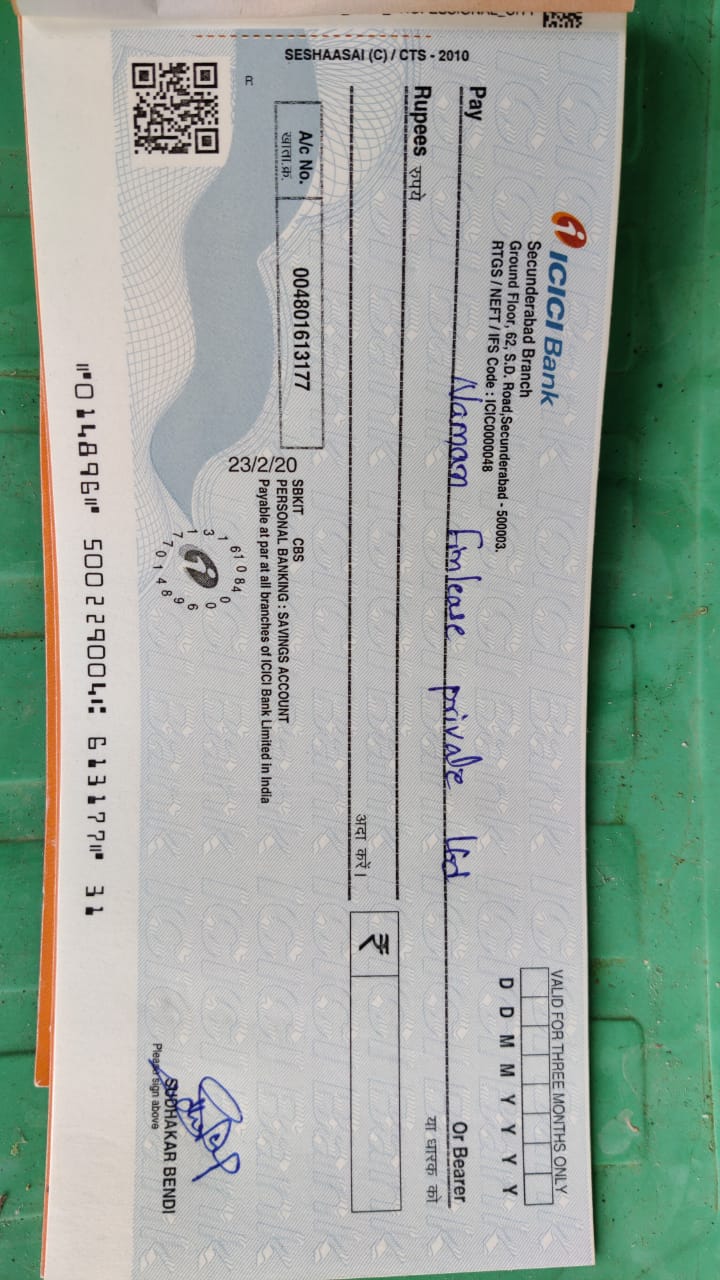 ICICI Bank
Secunderabad Branch
Ground Floor, 62, S.D. Road,Secunderabad - 500003.
RTGS / NEFT / IFS Code : ICIC0000048
VALID FOR THREE MONTHS ONLY
D D M M Y Y Y Y
Pay Naman Finlease private Ltd Or Bearer
या धारक को
Rupees रुपये
अदा करें।
₹
A/c No. 004801613177
खाता.क्र.
23/2/20
SBKIT CBS
PERSONAL BANKING : SAVINGS ACCOUNT
Payable at par at all branches of ICICI Bank Limited in India
SESHAASAI (C) / CTS - 2010
SUDHAKAR BENDI
Please sign above
⑈014896⑈ 500229004⑆ 613177⑈ 31